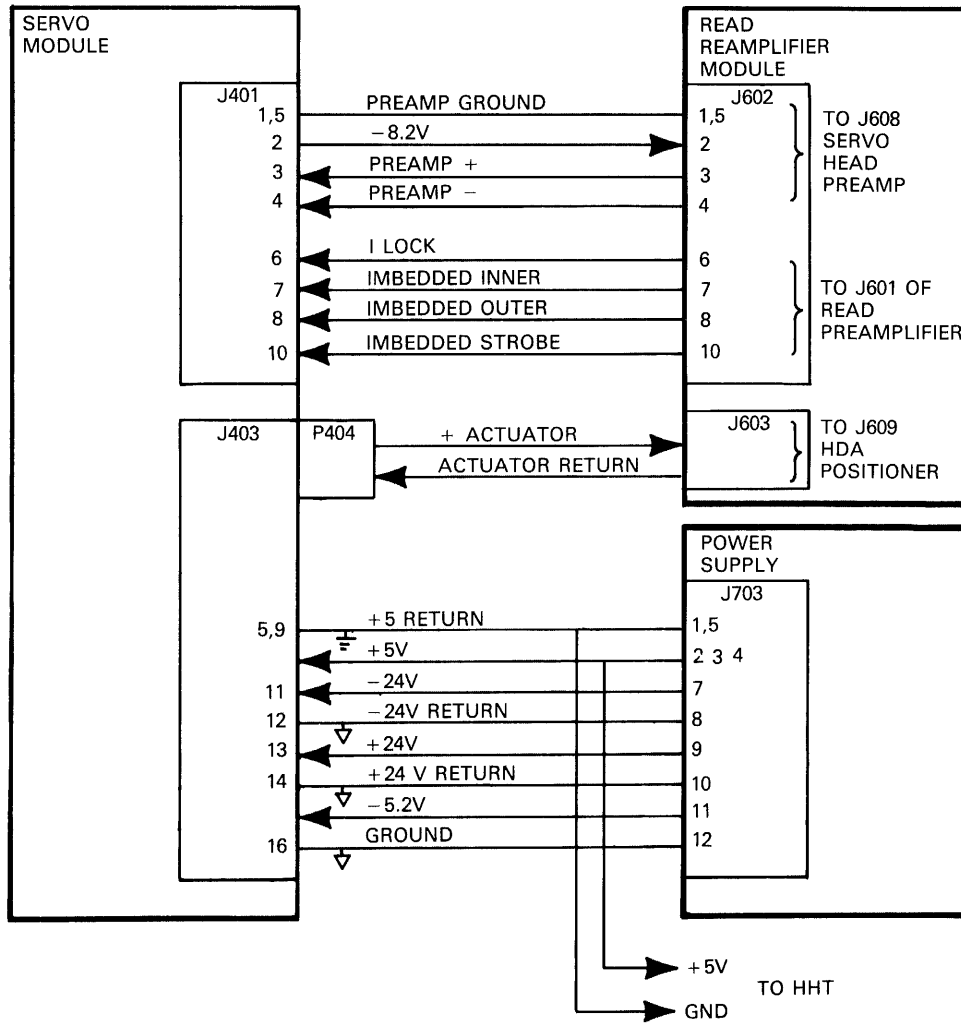 SERVO
MODULE
READ
REAMPLIFIER
MODULE
J401
J602
1,5
PREAMP GROUND
1,5
2
−8.2V
2
3
PREAMP +
3
4
PREAMP −
4
TO J608
SERVO
HEAD
PREAMP
6
I LOCK
6
7
IMBEDDED INNER
7
8
IMBEDDED OUTER
8
10
IMBEDDED STROBE
10
TO J601 OF
READ
PREAMPLIFIER
J403
P404
+ ACTUATOR
ACTUATOR RETURN
J603
TO J609
HDA
POSITIONER
POWER
SUPPLY
J703
5,9
+5 RETURN
1,5
+5V
2 3 4
11
−24V
7
12
−24V RETURN
8
13
+24V
9
14
+24 V RETURN
10
−5.2V
11
16
GROUND
12
+5V
TO HHT
GND